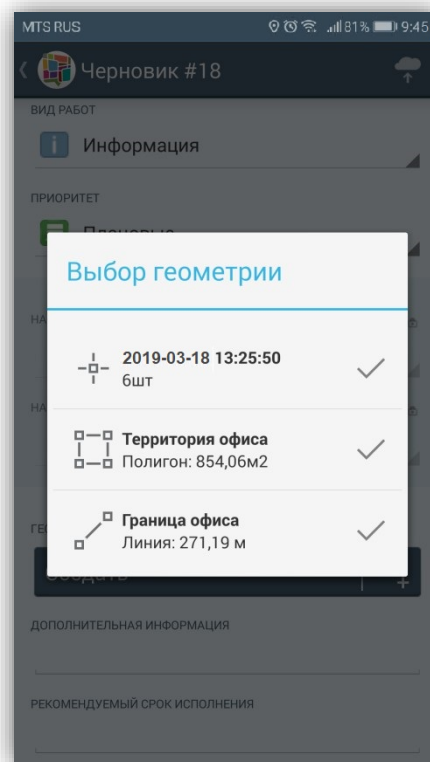 MTS RUS 81% 9:45
Черновик #18
ВИД РАБОТ
Информация
ПРИОРИТЕТ
Выбор геометрии
2019-03-18 13:25:50
6шт
Территория офиса
Полигон: 854,06м2
Граница офиса
Линия: 271,19 м
Создать
ДОПОЛНИТЕЛЬНАЯ ИНФОРМАЦИЯ
РЕКОМЕНДУЕМЫЙ СРОК ИСПОЛНЕНИЯ